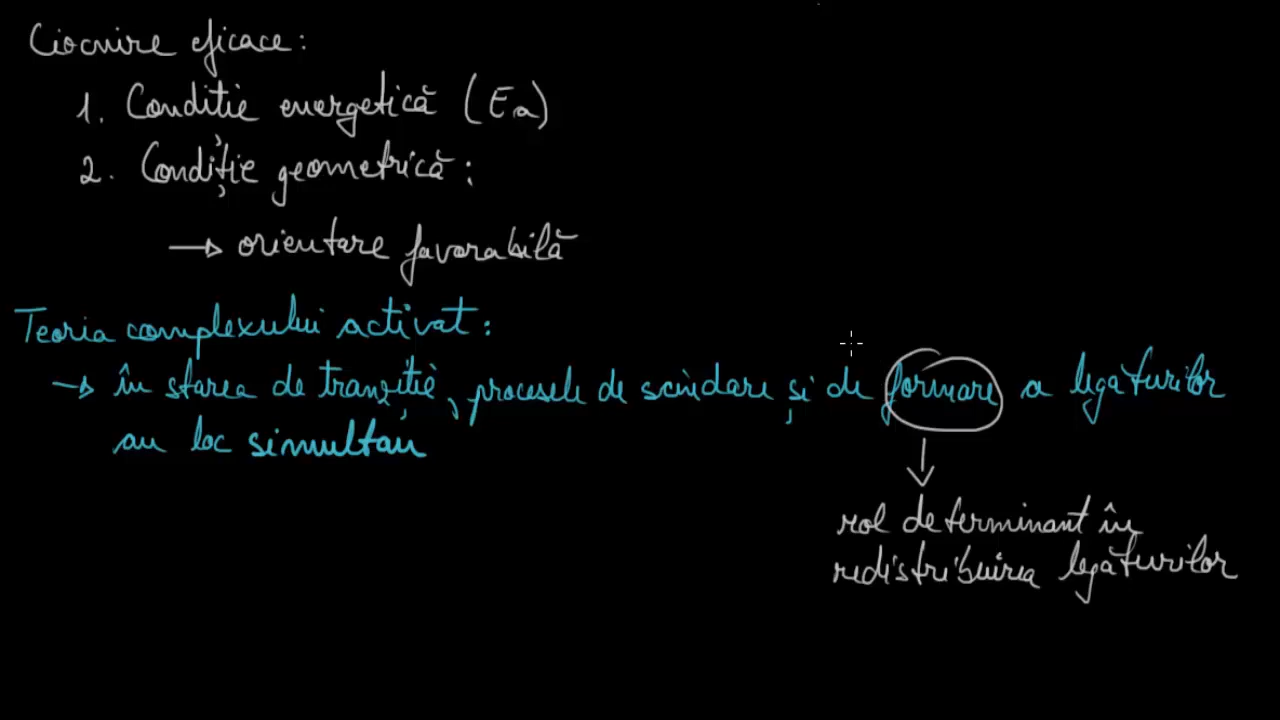 Ciocnire eficace:
1. Condiție energetică (Ea)
2. Condiție geometrică:
→ orientare favorabilă
Teoria complexului activat:
→ în starea de tranziție, procesele de scindare și de formare a legăturilor
au loc simultan
rol determinant în
redistribuirea legăturilor